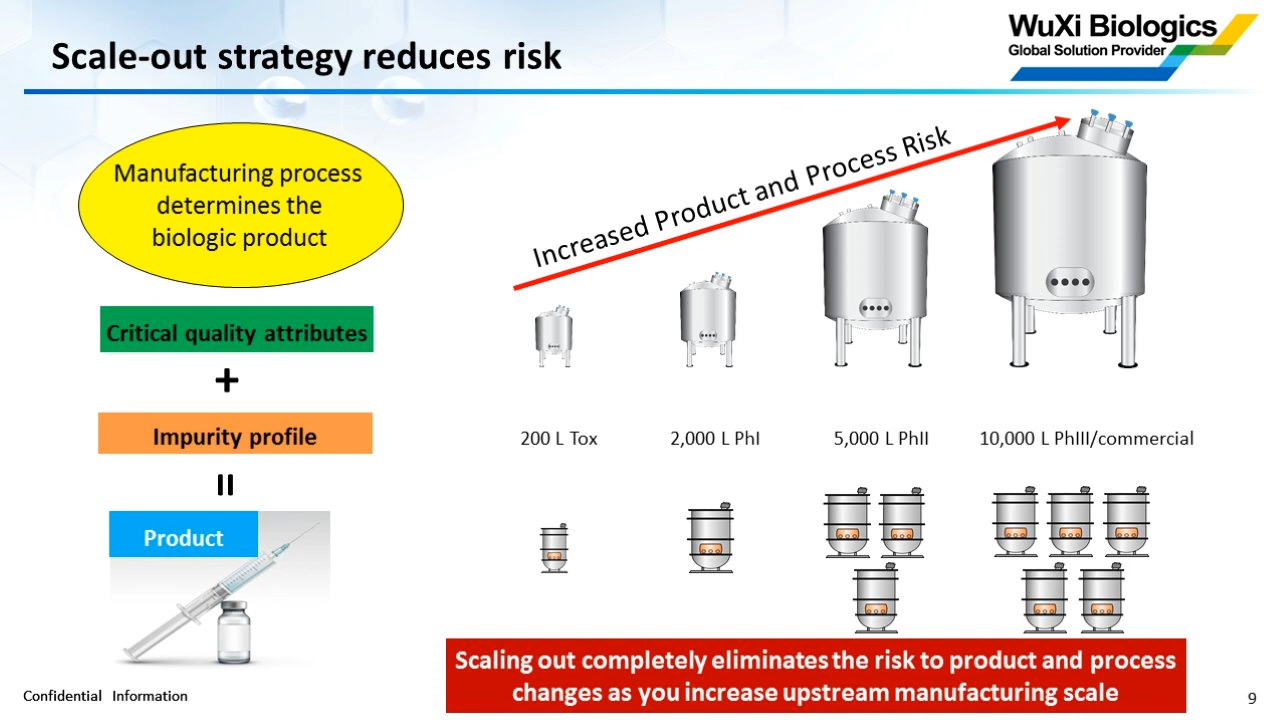 Scale-out strategy reduces risk
WuXi Biologics
Global Solution Provider
Manufacturing process
determines the
biologic product
Critical quality attributes
+
Impurity profile
=
Product
Increased Product and Process Risk
200 L Tox
2,000 L PhI
5,000 L PhII
10,000 L PhIII/commercial
Scaling out completely eliminates the risk to product and process
changes as you increase upstream manufacturing scale
Confidential Information
9